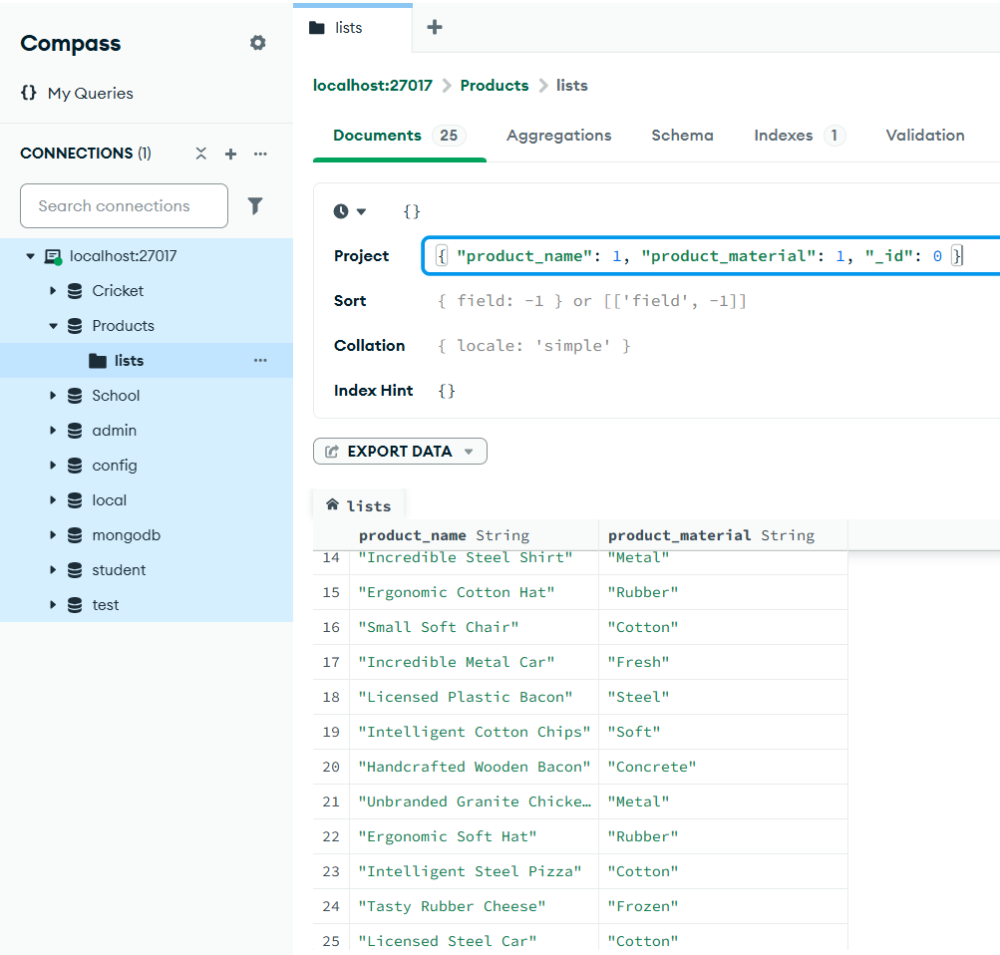 Compass
{} My Queries
CONNECTIONS (1)
Search connections
localhost:27017
Cricket
Products
lists
School
admin
config
local
mongodb
student
test
lists
localhost:27017 > Products > lists
Documents 25 Aggregations Schema Indexes 1 Validation
{}
Project { "product_name": 1, "product_material": 1, "_id": 0 }
Sort { field: -1 } or [['field', -1]]
Collation { locale: 'simple' }
Index Hint {}
EXPORT DATA
lists
product_name String product_material String
14 "Incredible Steel Shirt" "Metal"
15 "Ergonomic Cotton Hat" "Rubber"
16 "Small Soft Chair" "Cotton"
17 "Incredible Metal Car" "Fresh"
18 "Licensed Plastic Bacon" "Steel"
19 "Intelligent Cotton Chips" "Soft"
20 "Handcrafted Wooden Bacon" "Concrete"
21 "Unbranded Granite Chicke… "Metal"
22 "Ergonomic Soft Hat" "Rubber"
23 "Intelligent Steel Pizza" "Cotton"
24 "Tasty Rubber Cheese" "Frozen"
25 "Licensed Steel Car" "Cotton"